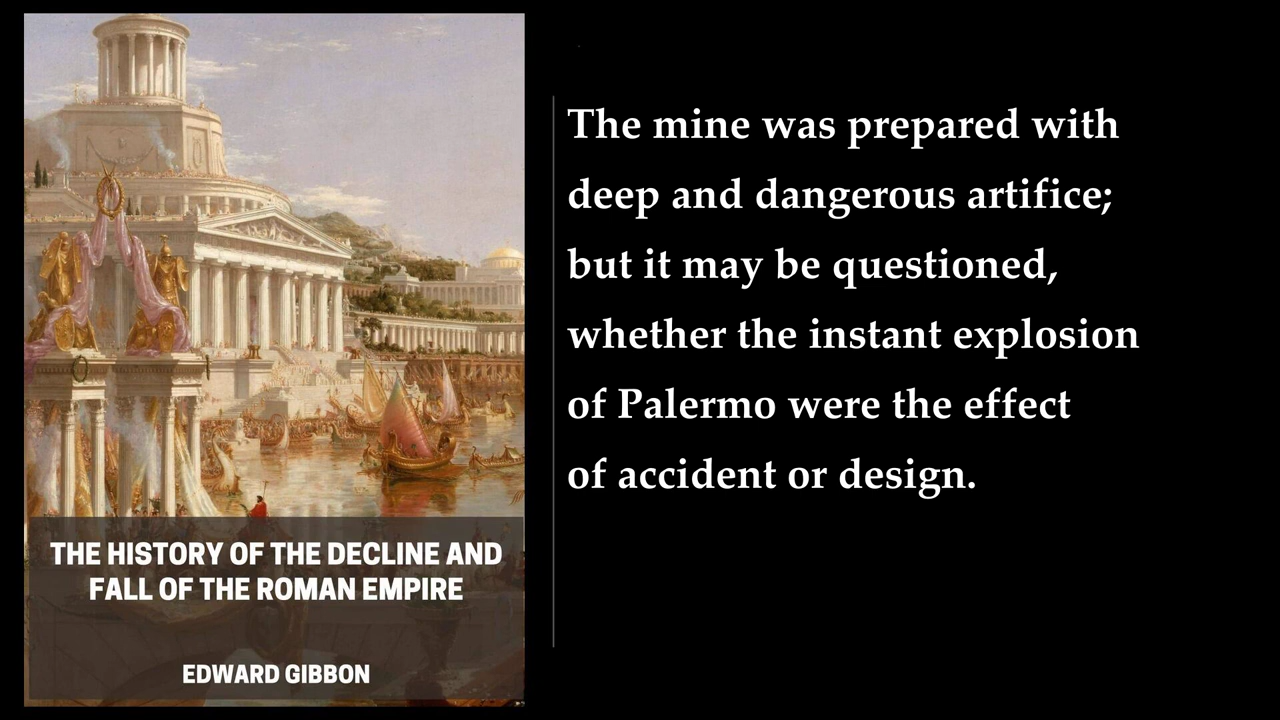 The mine was prepared with
deep and dangerous artifice;
but it may be questioned,
whether the instant explosion
of Palermo were the effect
of accident or design.
THE HISTORY OF THE DECLINE AND
FALL OF THE ROMAN EMPIRE
EDWARD GIBBON